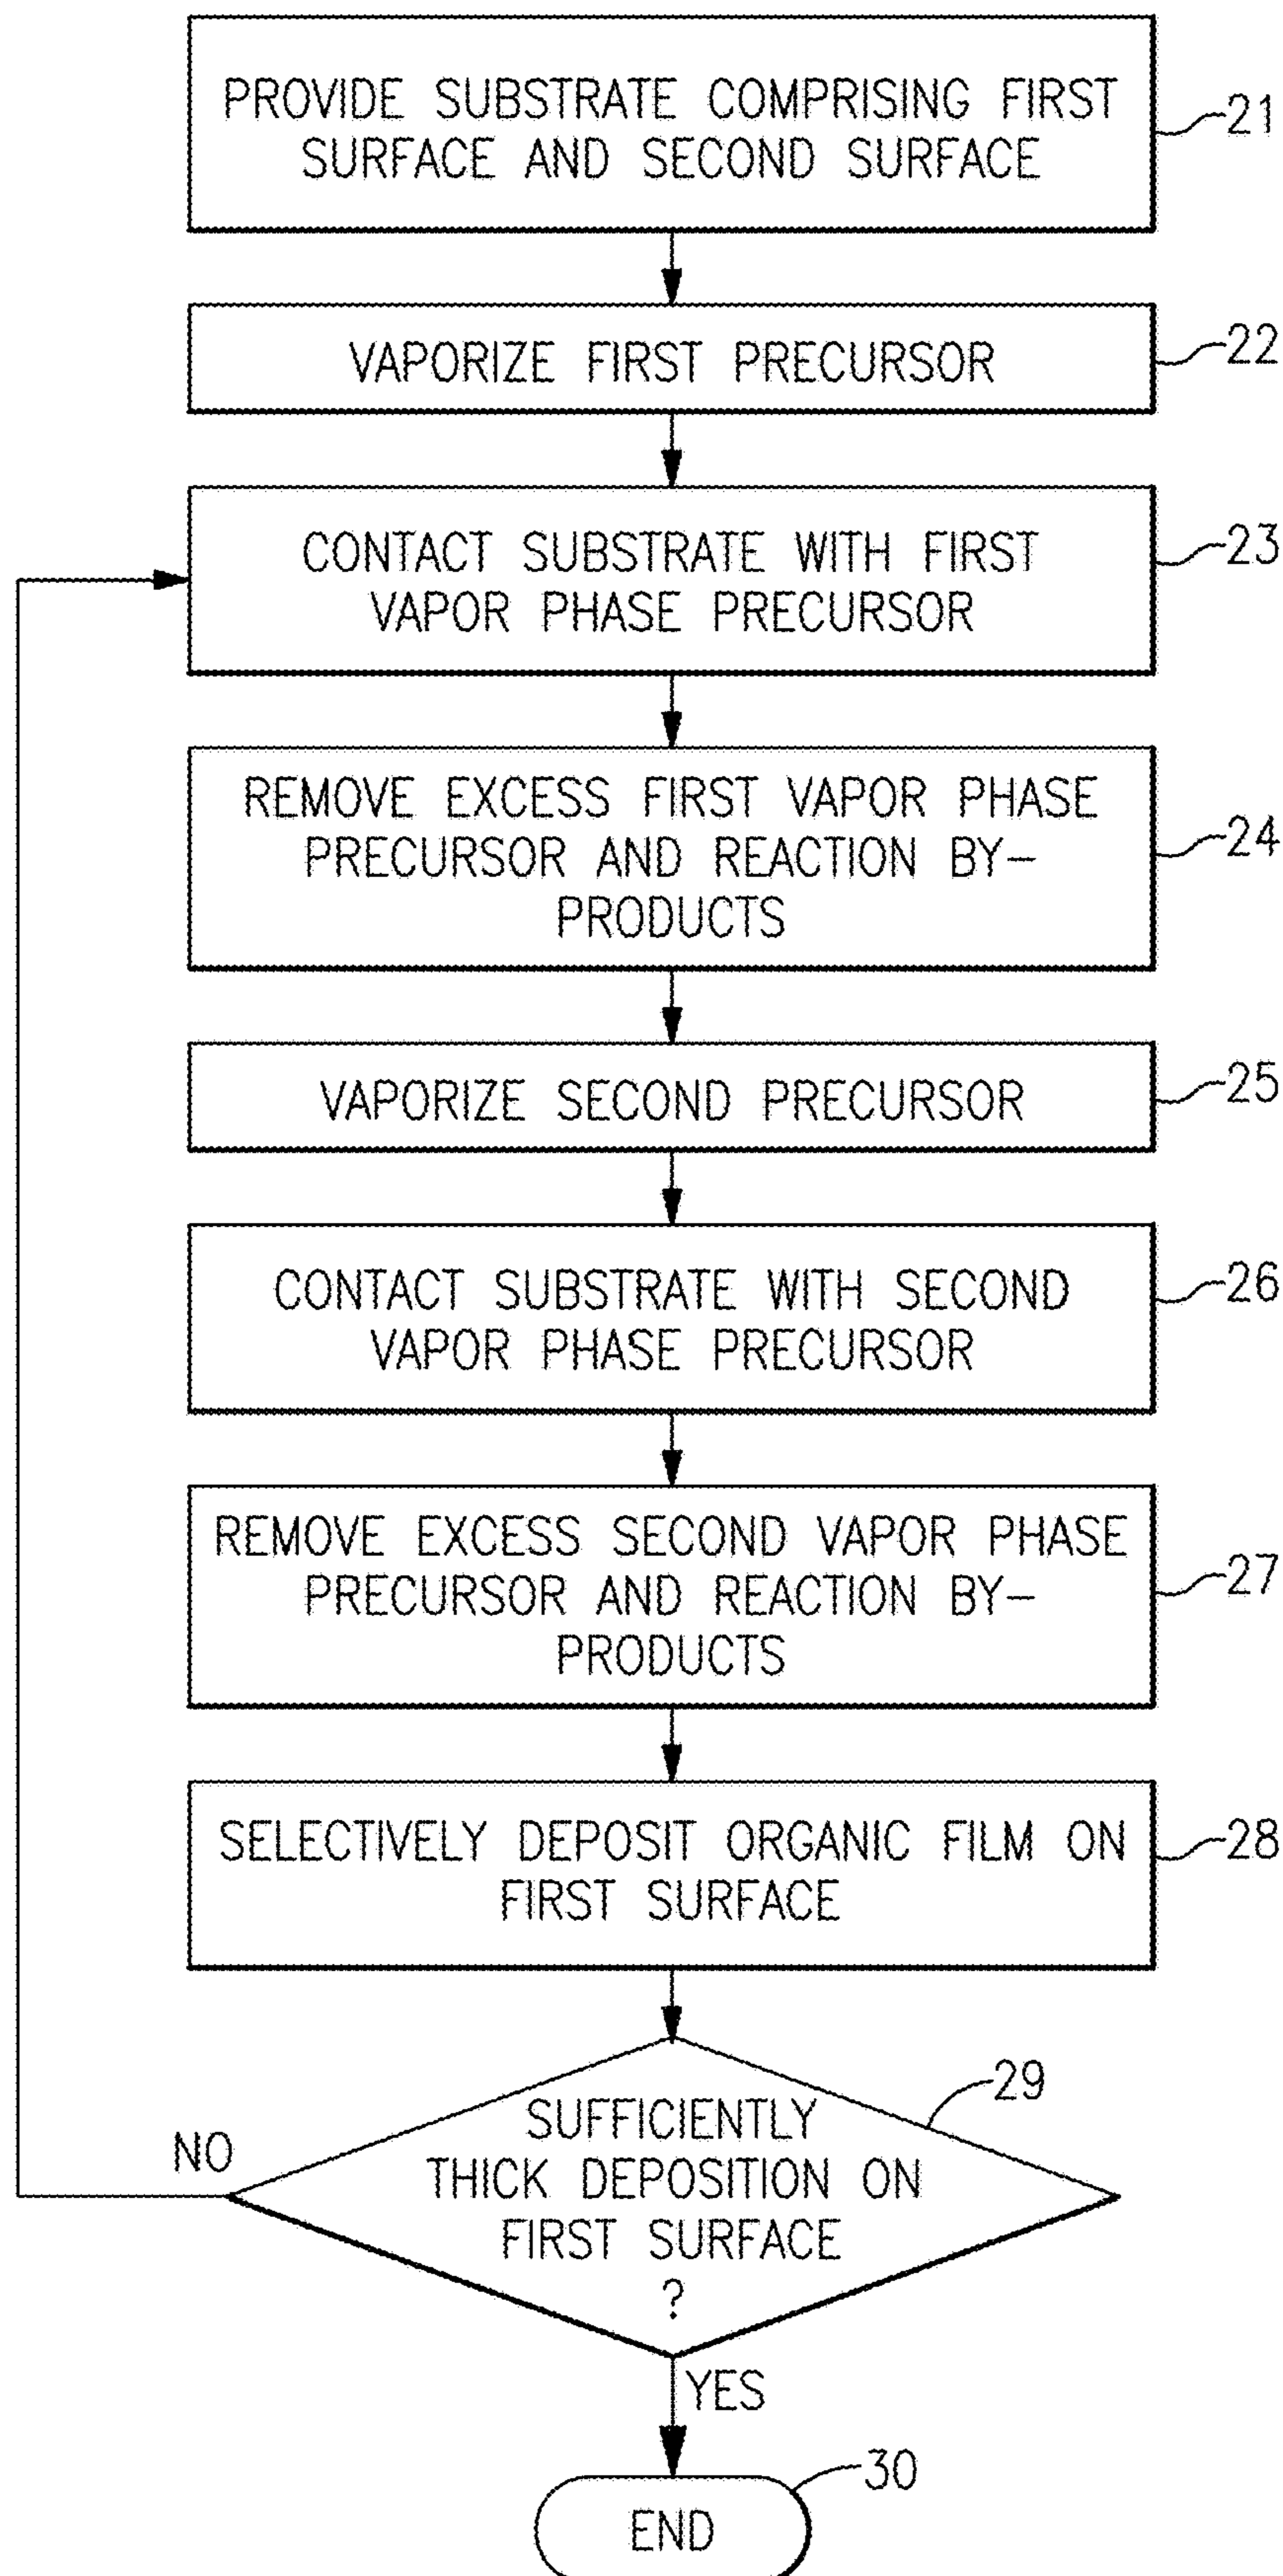 PROVIDE SUBSTRATE COMPRISING FIRST
SURFACE AND SECOND SURFACE
21
VAPORIZE FIRST PRECURSOR
22
CONTACT SUBSTRATE WITH FIRST
VAPOR PHASE PRECURSOR
23
REMOVE EXCESS FIRST VAPOR PHASE
PRECURSOR AND REACTION BY-
PRODUCTS
24
VAPORIZE SECOND PRECURSOR
25
CONTACT SUBSTRATE WITH SECOND
VAPOR PHASE PRECURSOR
26
REMOVE EXCESS SECOND VAPOR PHASE
PRECURSOR AND REACTION BY-
PRODUCTS
27
SELECTIVELY DEPOSIT ORGANIC FILM ON
FIRST SURFACE
28
29
SUFFICIENTLY
THICK DEPOSITION ON
FIRST SURFACE
?
NO
YES
30
END